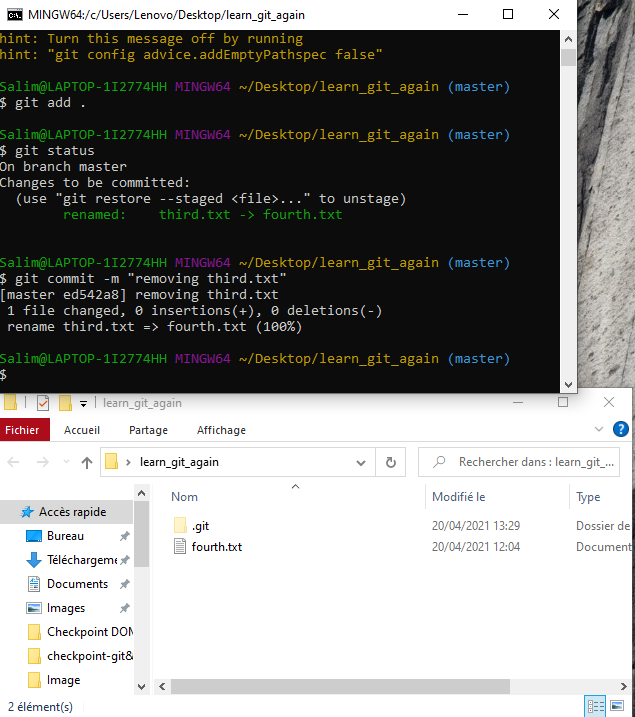 MINGW64:/c/Users/Lenovo/Desktop/learn_git_again
hint: Turn this message off by running
hint: "git config advice.addEmptyPathspec false"
Salim@LAPTOP-1I2774HH MINGW64 ~/Desktop/learn_git_again (master)
$ git add .
Salim@LAPTOP-1I2774HH MINGW64 ~/Desktop/learn_git_again (master)
$ git status
On branch master
Changes to be committed:
  (use "git restore --staged <file>..." to unstage)
        renamed:    third.txt -> fourth.txt
Salim@LAPTOP-1I2774HH MINGW64 ~/Desktop/learn_git_again (master)
$ git commit -m "removing third.txt"
[master ed542a8] removing third.txt
 1 file changed, 0 insertions(+), 0 deletions(-)
 rename third.txt => fourth.txt (100%)
Salim@LAPTOP-1I2774HH MINGW64 ~/Desktop/learn_git_again (master)
$
learn_git_again
Fichier Accueil Partage Affichage
learn_git_again Rechercher dans : learn_git_...
Nom Modifié le Type
Accès rapide
.git 20/04/2021 13:29 Dossier de
Bureau
fourth.txt 20/04/2021 12:04 Document
Téléchargeme
Documents
Images
Checkpoint DOM
checkpoint-git&
Image
2 élément(s)